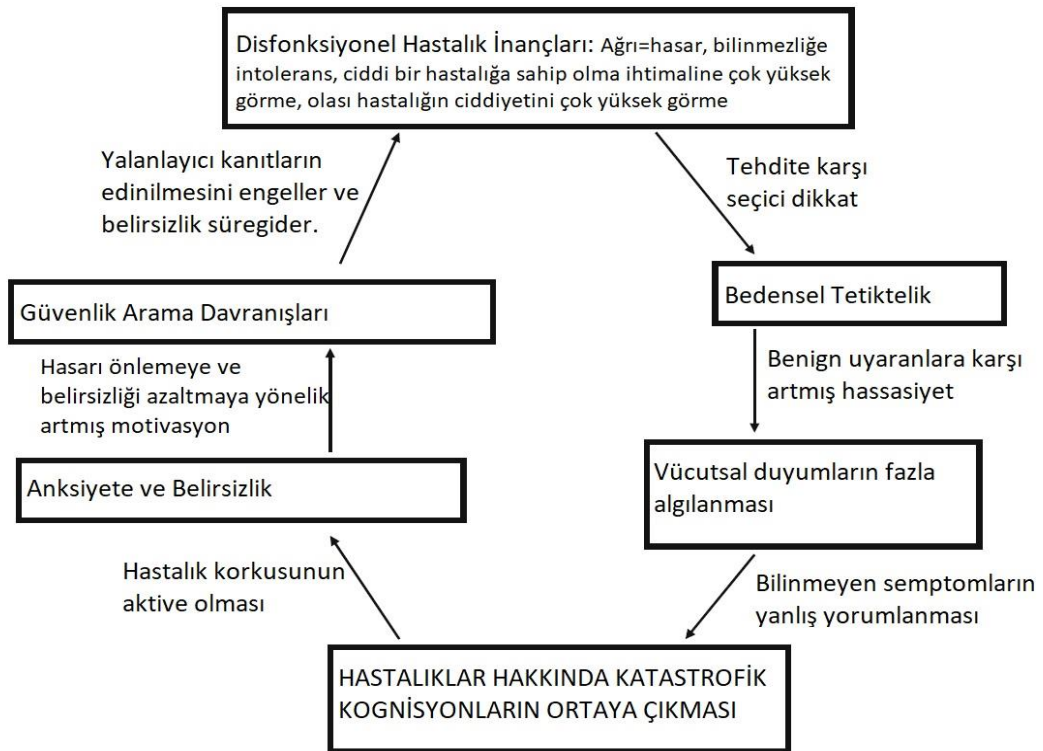 Disfonksiyonel Hastalık İnançları: Ağrı=hasar, bilinmezliğe
intolerans, ciddi bir hastalığa sahip olma ihtimaline çok yüksek
görme, olası hastalığın ciddiyetini çok yüksek görme
Tehdite karşı
seçici dikkat
Bedensel Tetiktelik
Benign uyaranlara karşı
artmış hassasiyet
Vücutsal duyumların fazla
algılanması
Bilinmeyen semptomların
yanlış yorumlanması
HASTALIKLAR HAKKINDA KATASTROFİK
KOGNİSYONLARIN ORTAYA ÇIKMASI
Hastalık korkusunun
aktive olması
Anksiyete ve Belirsizlik
Hasarı önlemeye ve
belirsizliği azaltmaya yönelik
artmış motivasyon
Güvenlik Arama Davranışları
Yalanlayıcı kanıtların
edinilmesini engeller ve
belirsizlik süregider.